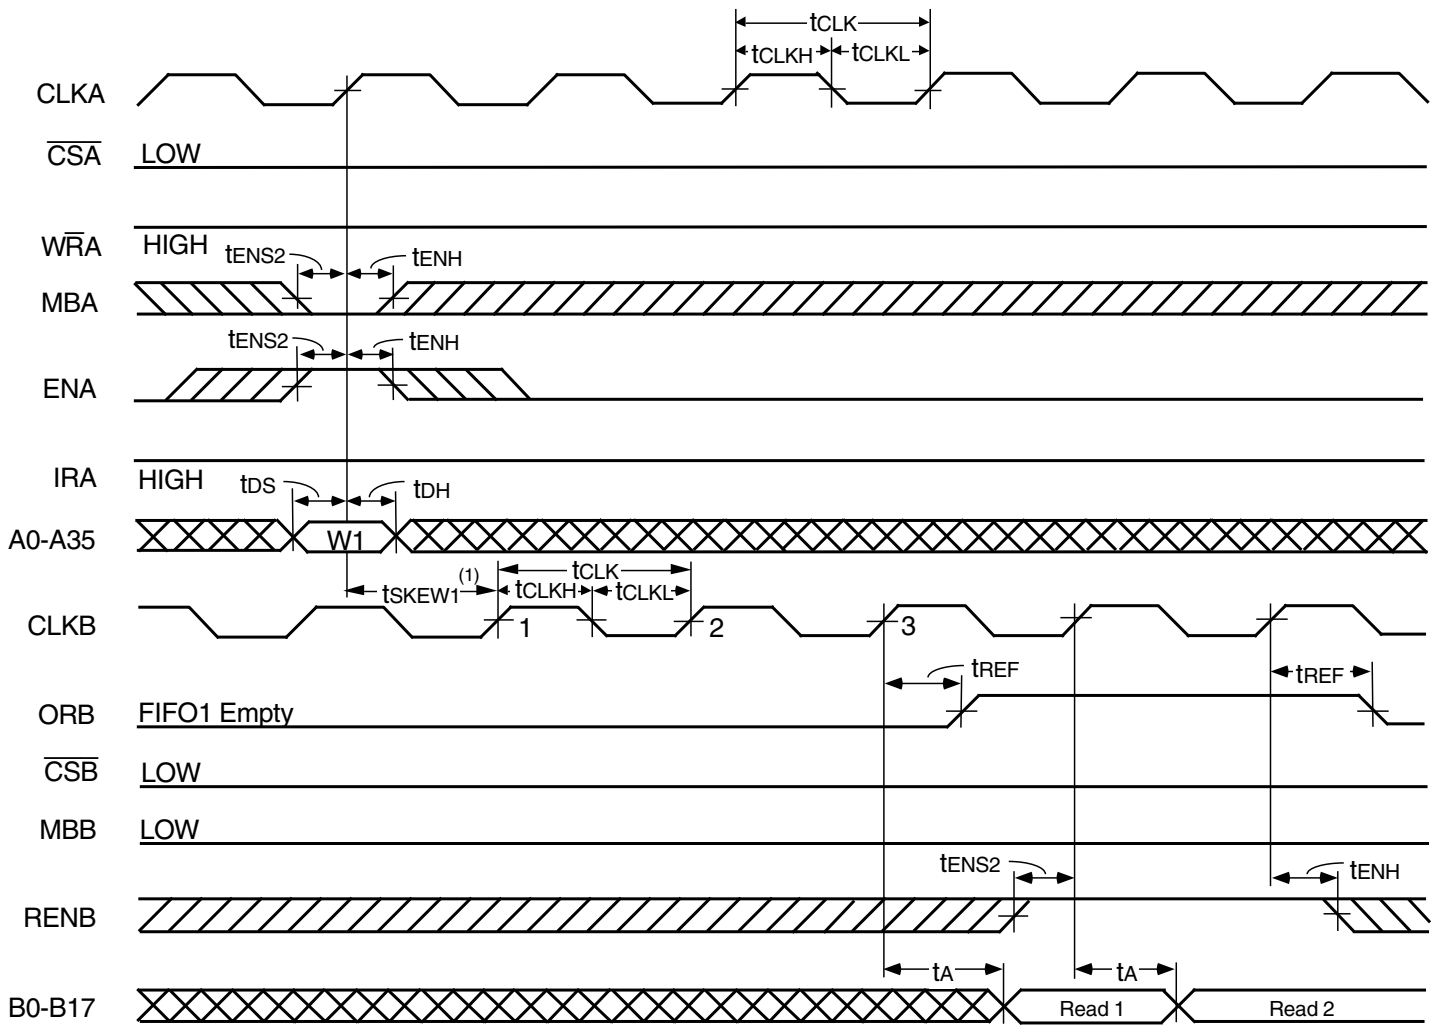 tCLK
tCLKH tCLKL
CLKA
CSA LOW
WRA HIGH
tENS2 tENH
MBA
tENS2 tENH
ENA
IRA HIGH
tDS tDH
A0-A35 W1
tSKEW1(1) tCLK
tCLKH tCLKL
CLKB 1 2 3
tREF tREF
ORB FIFO1 Empty
CSB LOW
MBB LOW
tENS2 tENH
RENB
tA tA
B0-B17 Read 1 Read 2